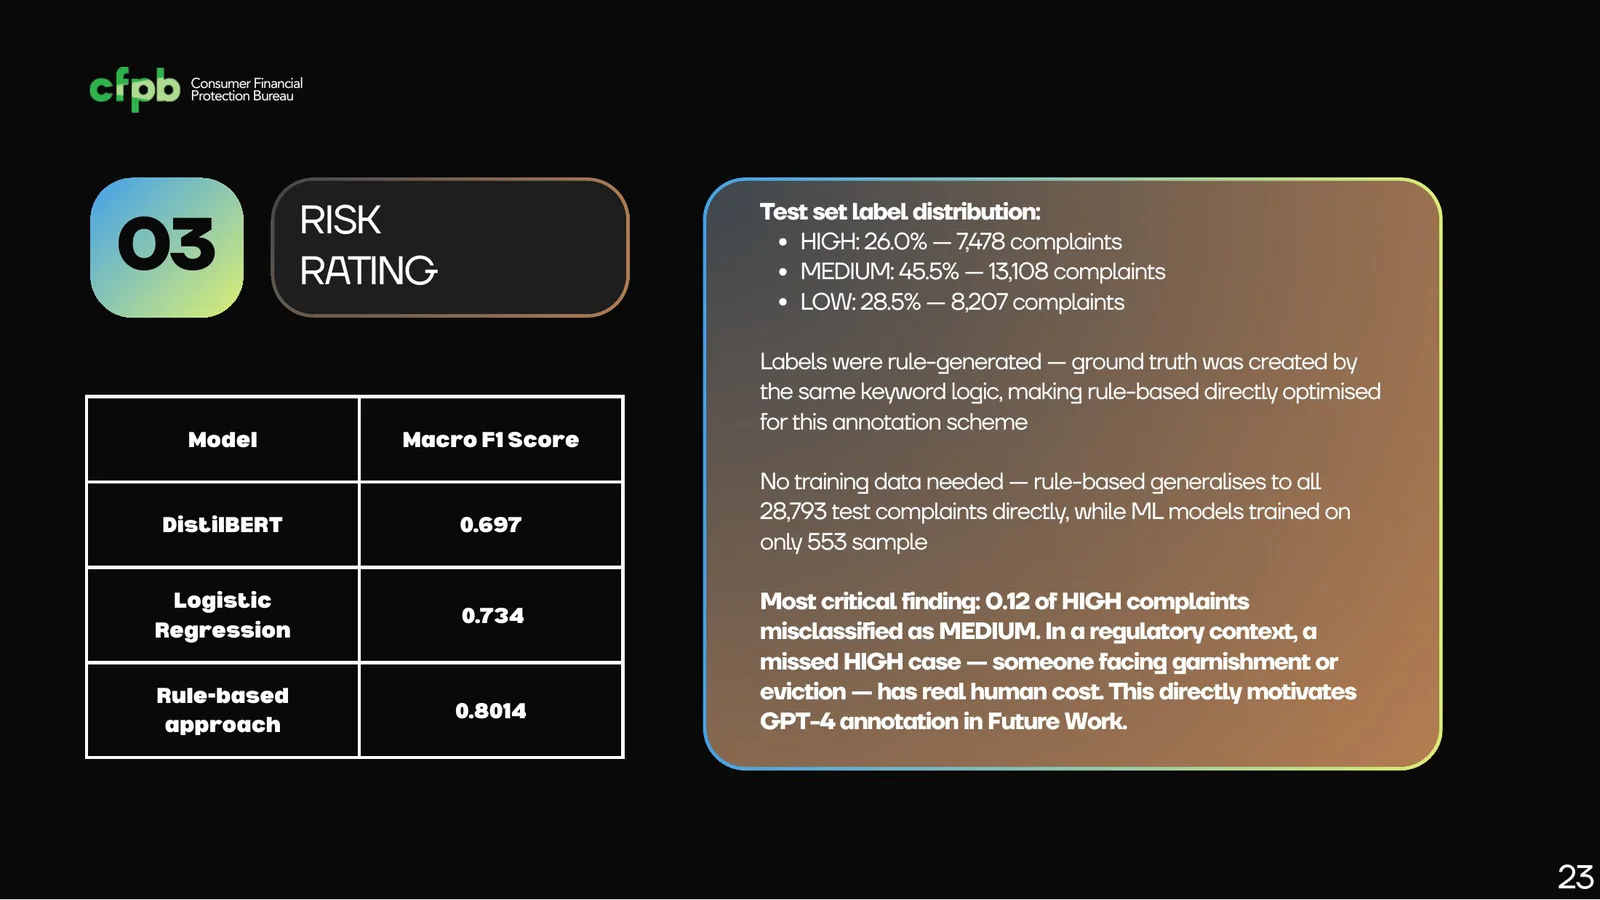 cfpb Consumer Financial
Protection Bureau
03
RISK
RATING
Model Macro F1 Score
DistilBERT 0.697
Logistic
Regression 0.734
Rule-based
approach 0.8014
Test set label distribution:
• HIGH: 26.0% — 7,478 complaints
• MEDIUM: 45.5% — 13,108 complaints
• LOW: 28.5% — 8,207 complaints
Labels were rule-generated — ground truth was created by
the same keyword logic, making rule-based directly optimised
for this annotation scheme
No training data needed — rule-based generalises to all
28,793 test complaints directly, while ML models trained on
only 553 sample
Most critical finding: 0.12 of HIGH complaints
misclassified as MEDIUM. In a regulatory context, a
missed HIGH case — someone facing garnishment or
eviction — has real human cost. This directly motivates
GPT-4 annotation in Future Work.
23